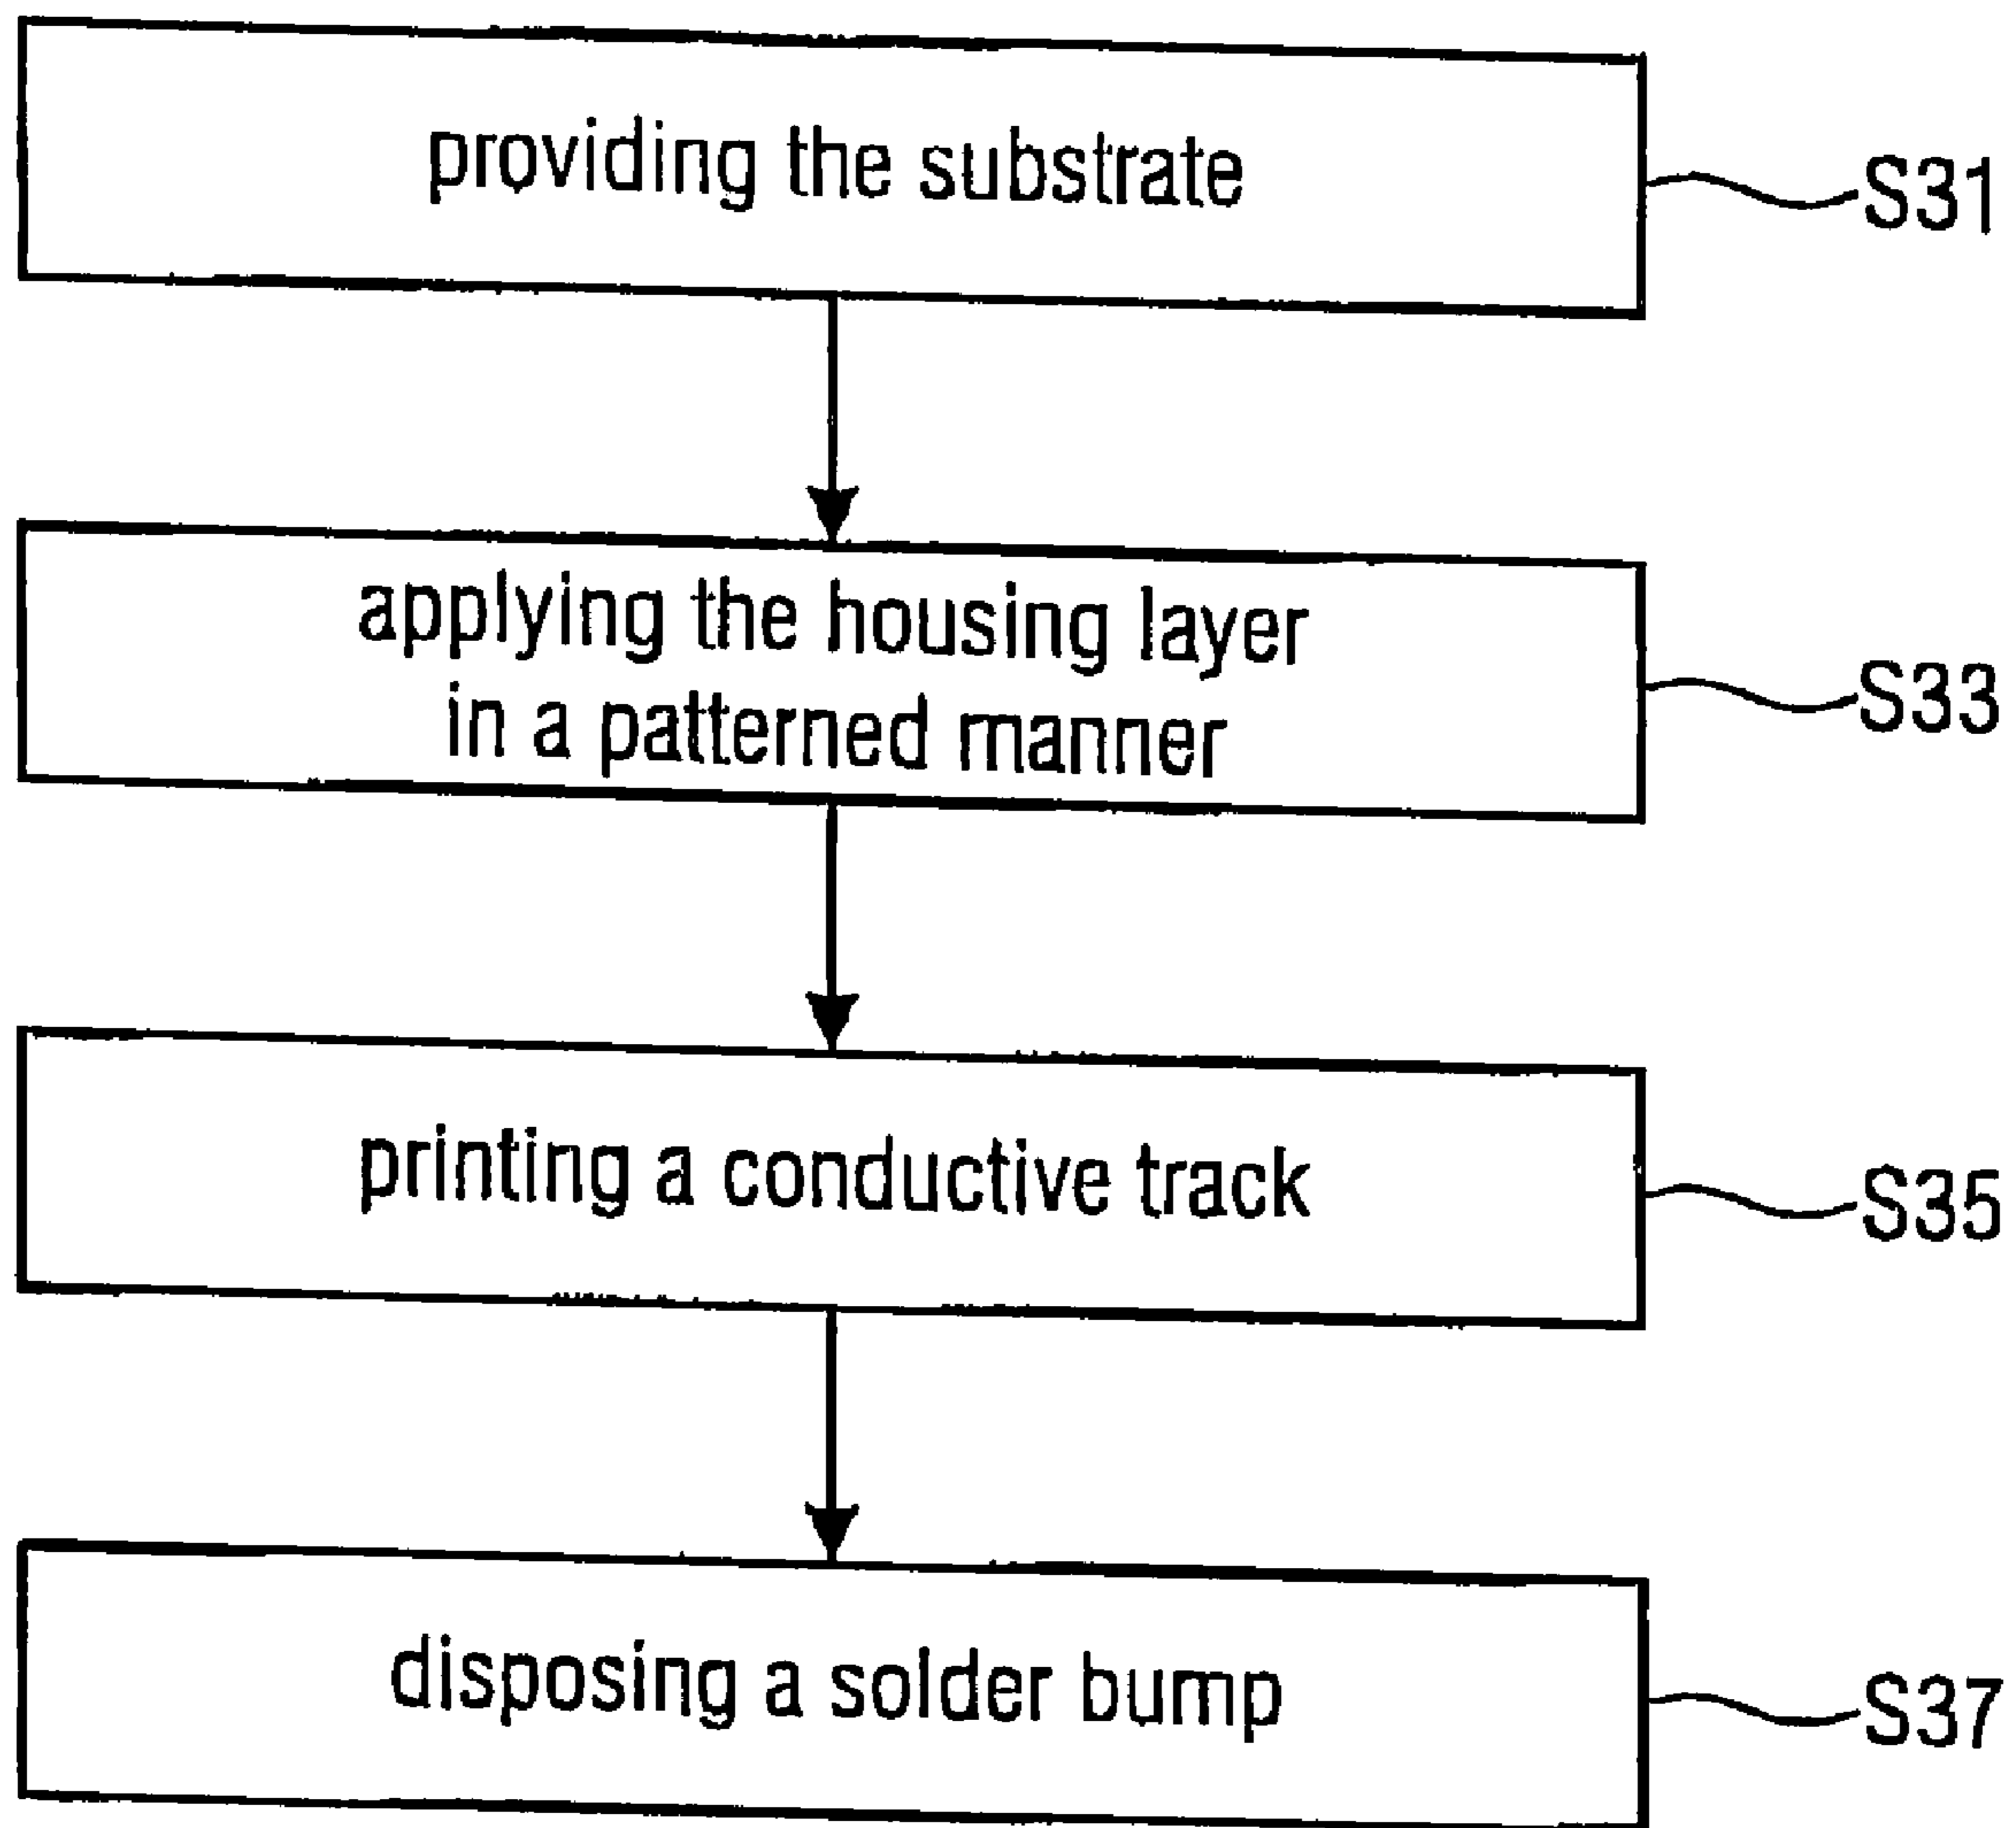 providing the substrate
S31
applying the housing layer
in a patterned manner
S33
printing a conductive track
S35
disposing a solder bump
S37